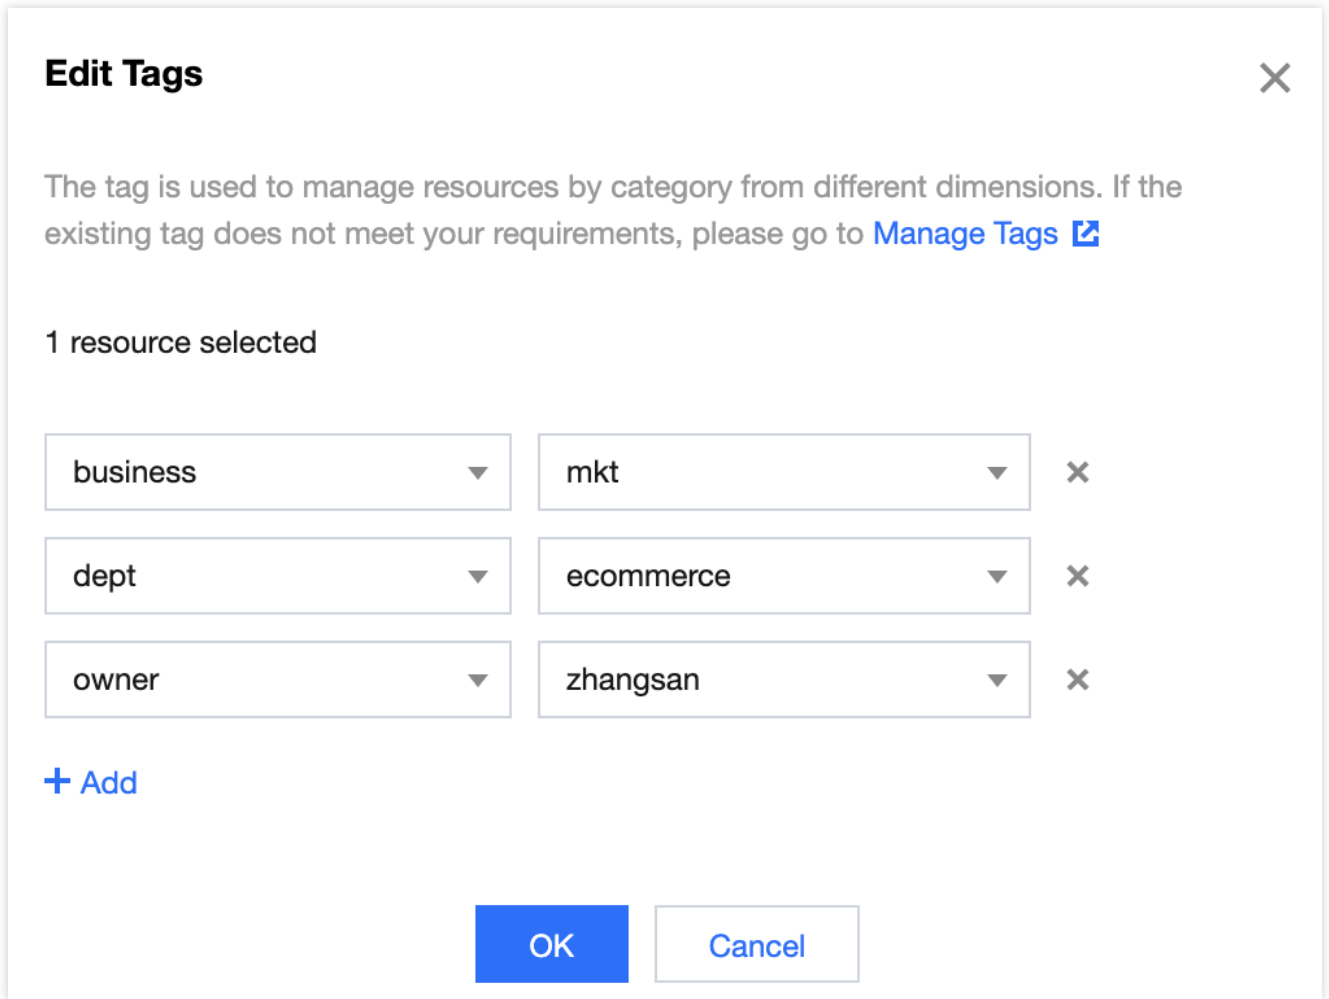 Edit Tags
The tag is used to manage resources by category from different dimensions. If the
existing tag does not meet your requirements, please go to Manage Tags
1 resource selected
business mkt
dept ecommerce
owner zhangsan
+ Add
OK Cancel